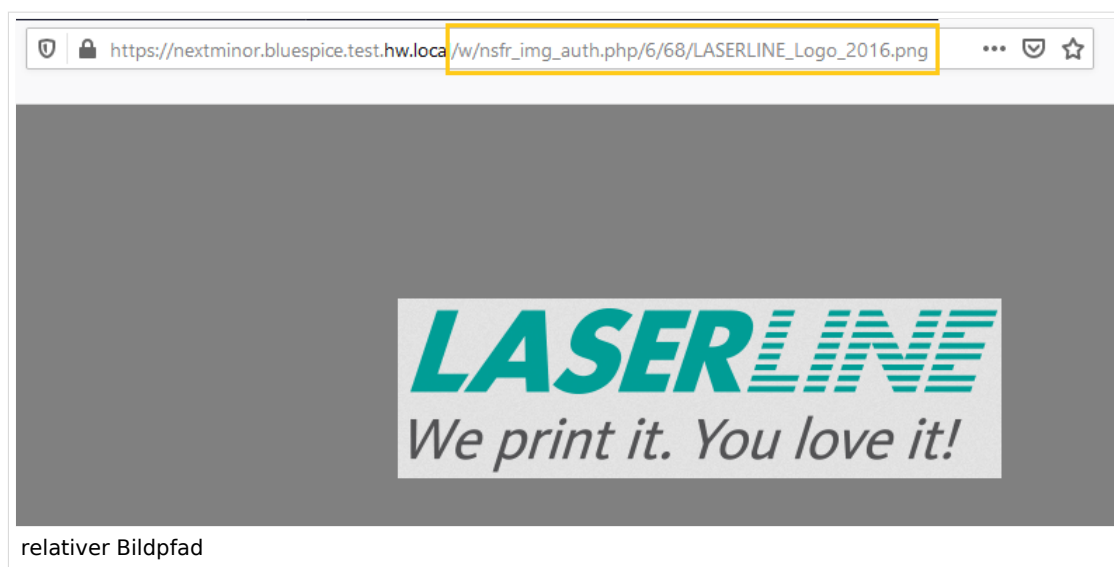 https://nextminor.bluespice.test.hw.loca/w/nsfr_img_auth.php/6/68/LASERLINE_Logo_2016.png
LASERLINE
We print it. You love it!
relativer Bildpfad